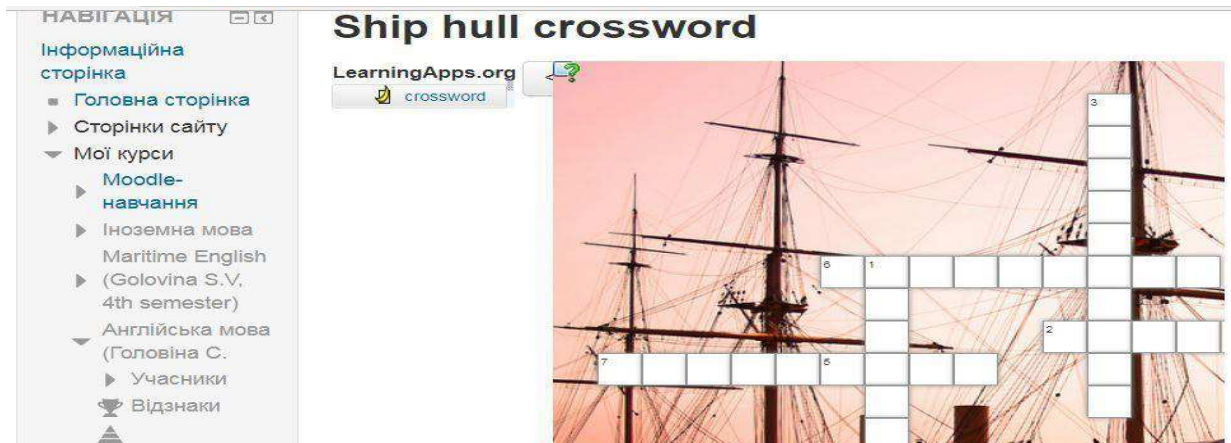 НАВІГАЦІЯ
Інформаційна
сторінка
Головна сторінка
Сторінки сайту
Мої курси
Moodle-
навчання
Іноземна мова
Maritime English
(Golovina S.V,
4th semester)
Англійська мова
(Головіна С.
Учасники
Відзнаки
Ship hull crossword
LearningApps.org
crossword
3
6 1
2
7 5